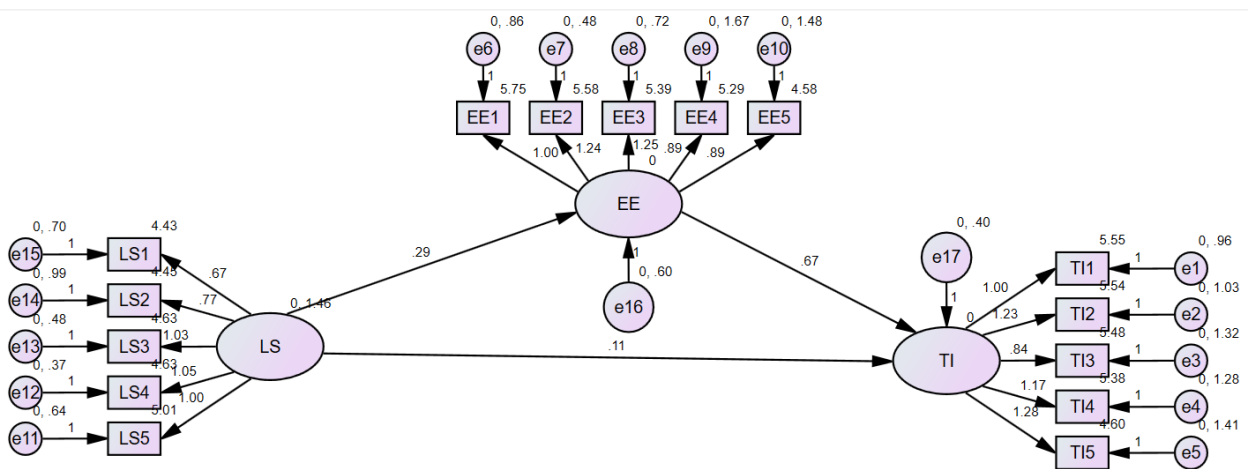 0, .86 0, .48 0, .72 0, 1.67 0, 1.48
e6 e7 e8 e9 e10
1 1 1 1 1
5.75 5.58 5.39 5.29 4.58
EE1 EE2 EE3 EE4 EE5
1.00 1.24 1.25 .89 .89
0
EE
0, .70 4.43
e15 1 LS1
.67
0, .99 4.45
e14 1 LS2
.77
0, .48 4.63
e13 1 LS3
1.03
0, .37 4.63
e12 1 LS4
1.05
0, .64 5.01
e11 1 LS5
1.00
0, 1.46
LS
.29
1
0, .60
e16
.67
.11
0, .40
e17
1
0
TI
5.55 0, .96
1.00 TI1 1 e1
5.54 0, 1.03
1.23 TI2 1 e2
5.48 0, 1.32
.84 TI3 1 e3
5.38 0, 1.28
1.17 TI4 1 e4
4.60 0, 1.41
1.28 TI5 1 e5